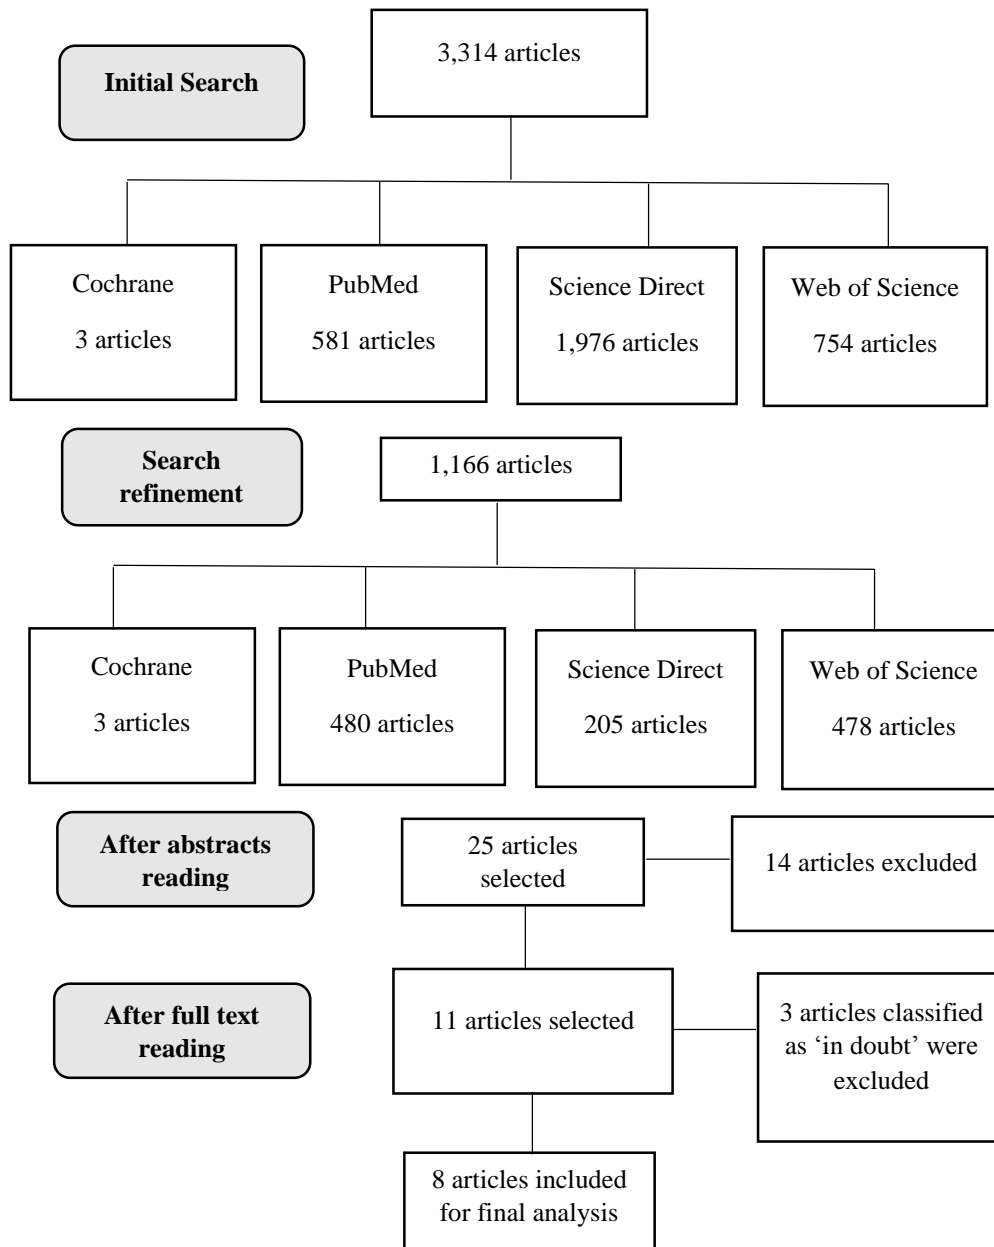 3,314 articles
Initial Search
Cochrane
3 articles
PubMed
581 articles
Science Direct
1,976 articles
Web of Science
754 articles
Search
refinement
1,166 articles
Cochrane
3 articles
PubMed
480 articles
Science Direct
205 articles
Web of Science
478 articles
After abstracts
reading
25 articles
selected
14 articles excluded
After full text
reading
11 articles selected
3 articles classified
as ‘in doubt’ were
excluded
8 articles included
for final analysis